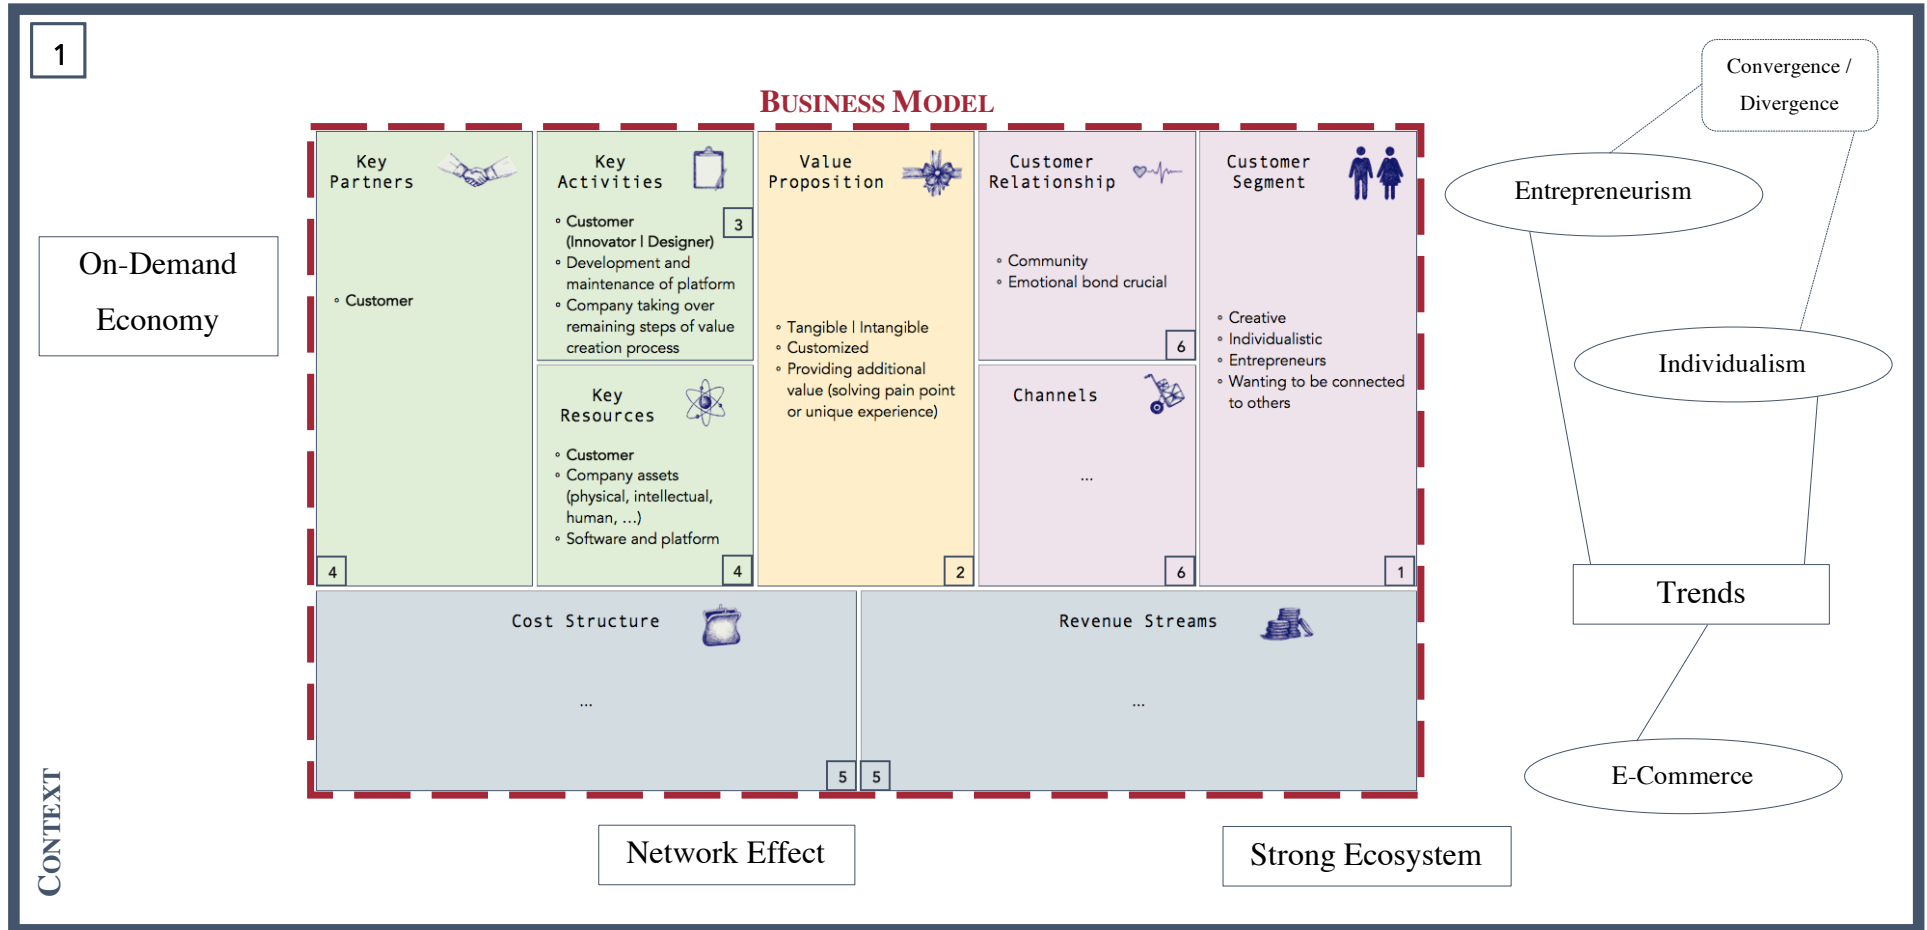 1
BUSINESS MODEL
Convergence /
Divergence
Entrepreneurism
Individualism
Trends
E-Commerce
On-Demand
Economy
Key
Partners
◦ Customer
4
Key
Activities
3
◦ Customer
(Innovator | Designer)
◦ Development and
maintenance of platform
◦ Company taking over
remaining steps of value
creation process
Key
Resources
◦ Customer
◦ Company assets
(physical, intellectual,
human, ...)
◦ Software and platform
4
Value
Proposition
◦ Tangible | Intangible
◦ Customized
◦ Providing additional
value (solving pain point
or unique experience)
2
Customer
Relationship
◦ Community
◦ Emotional bond crucial
6
Channels
...
6
Customer
Segment
◦ Creative
◦ Individualistic
◦ Entrepreneurs
◦ Wanting to be connected
to others
1
Cost Structure
...
5
Revenue Streams
...
5
Network Effect
Strong Ecosystem
CONTEXT